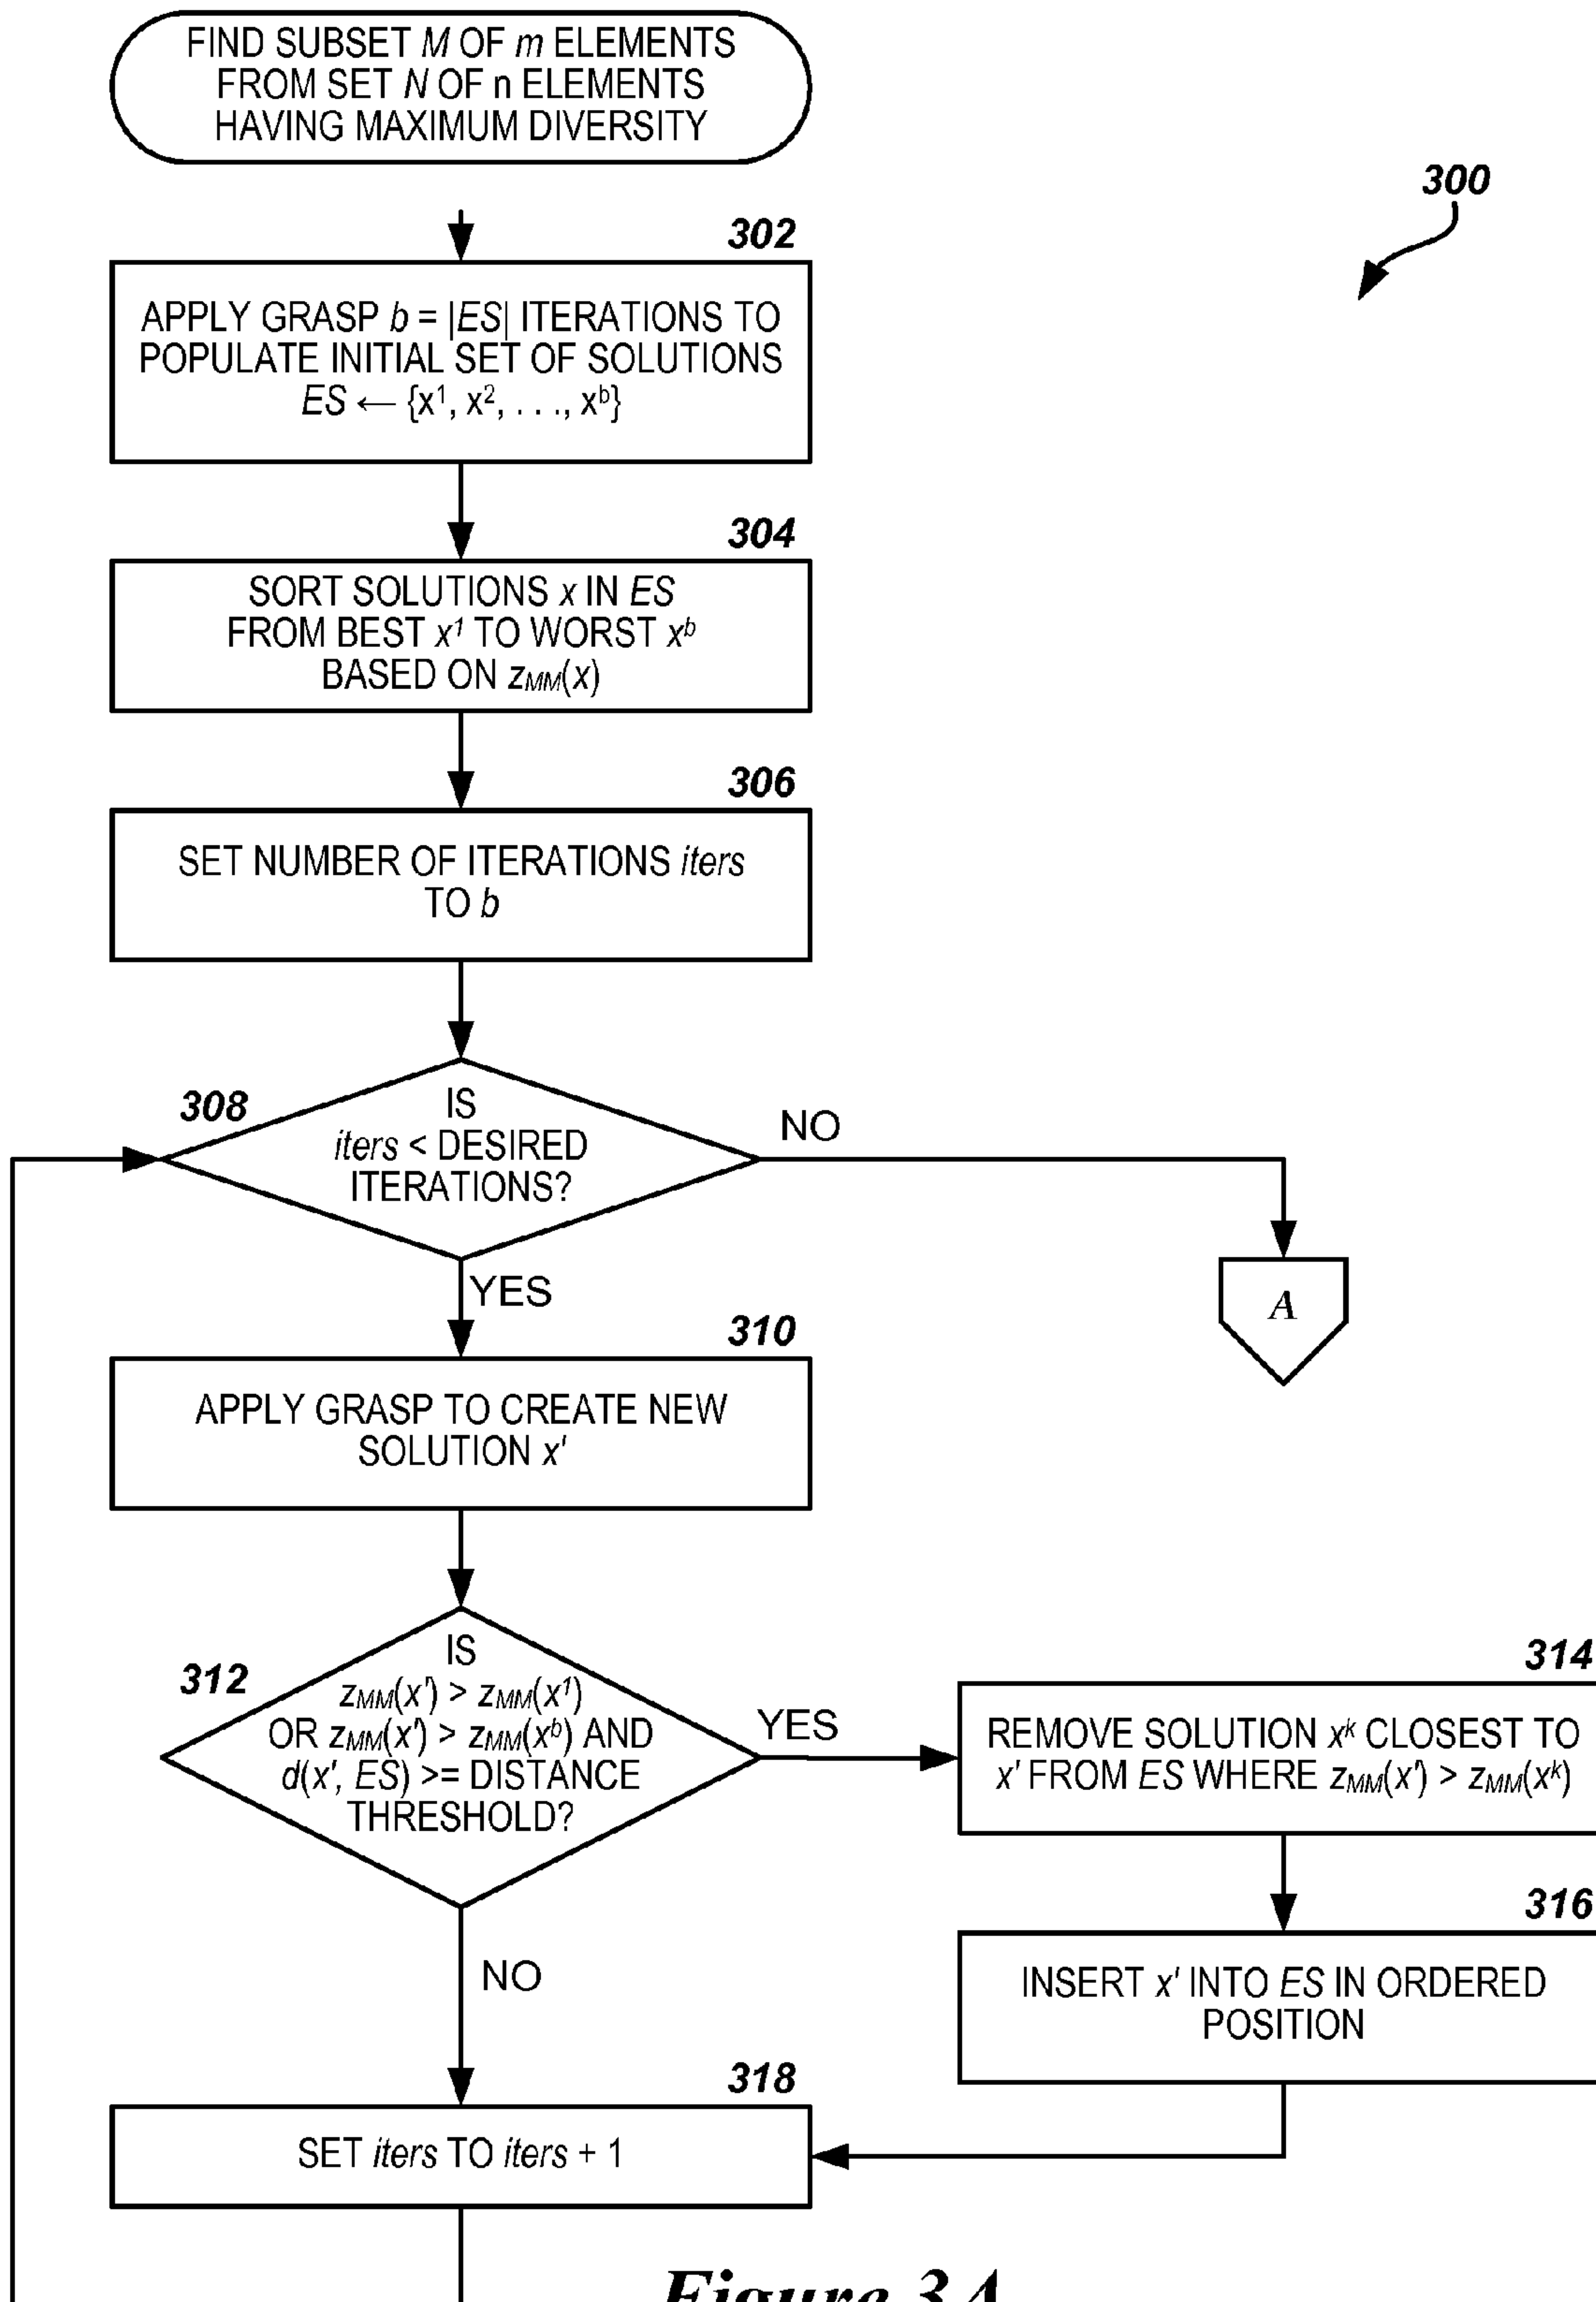 FIND SUBSET M OF m ELEMENTS
FROM SET N OF n ELEMENTS
HAVING MAXIMUM DIVERSITY
300
302
APPLY GRASP b = |ES| ITERATIONS TO
POPULATE INITIAL SET OF SOLUTIONS
ES ← {x¹, x², . . ., xᵇ}
304
SORT SOLUTIONS x IN ES
FROM BEST x¹ TO WORST xᵇ
BASED ON zMM(x)
306
SET NUMBER OF ITERATIONS iters
TO b
308
IS
iters < DESIRED
ITERATIONS?
NO
A
YES
310
APPLY GRASP TO CREATE NEW
SOLUTION x'
312
IS
zMM(x') > zMM(x¹)
OR zMM(x') > zMM(xᵇ) AND
d(x', ES) >= DISTANCE
THRESHOLD?
YES
314
REMOVE SOLUTION xᵏ CLOSEST TO
x' FROM ES WHERE zMM(x') > zMM(xᵏ)
316
INSERT x' INTO ES IN ORDERED
POSITION
NO
318
SET iters TO iters + 1
Figure 3A